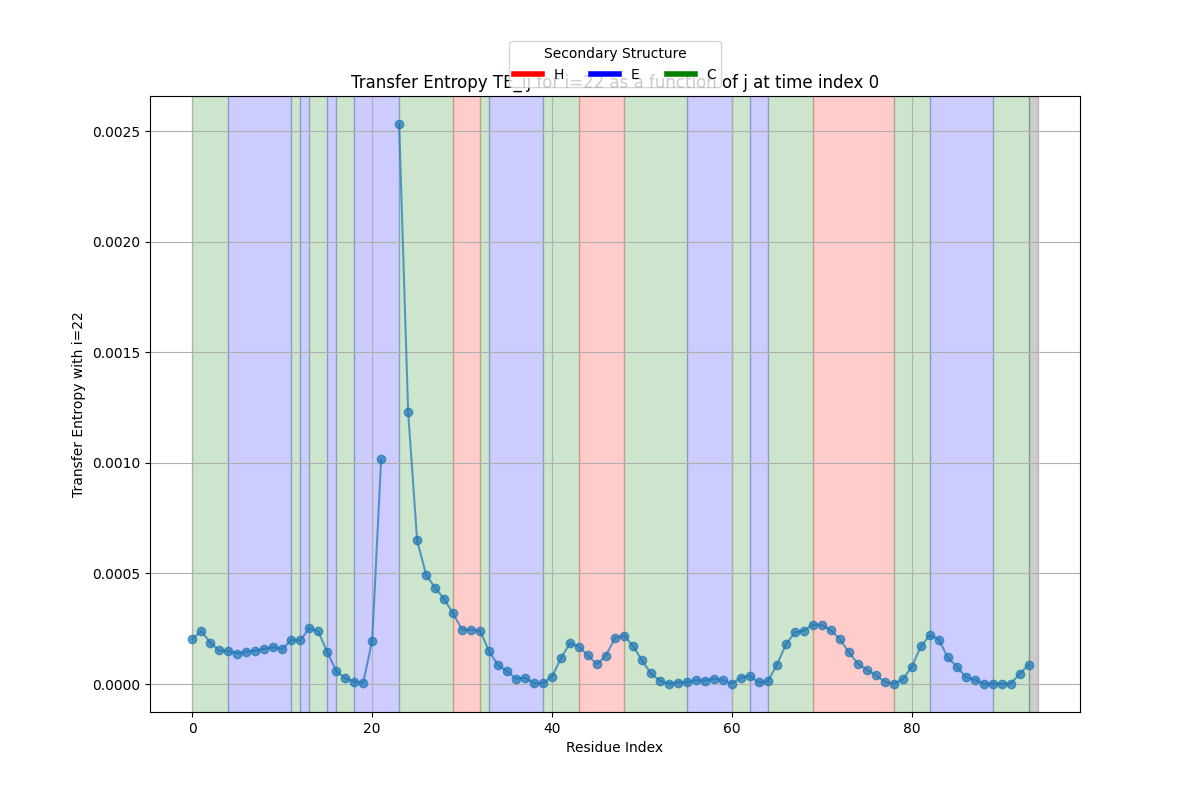 Secondary Structure
H E C
Transfer Entropy TE_ij for i=22 as a function of j at time index 0
Transfer Entropy with i=22
0.0025
0.0020
0.0015
0.0010
0.0005
0.0000
0 20 40 60 80
Residue Index